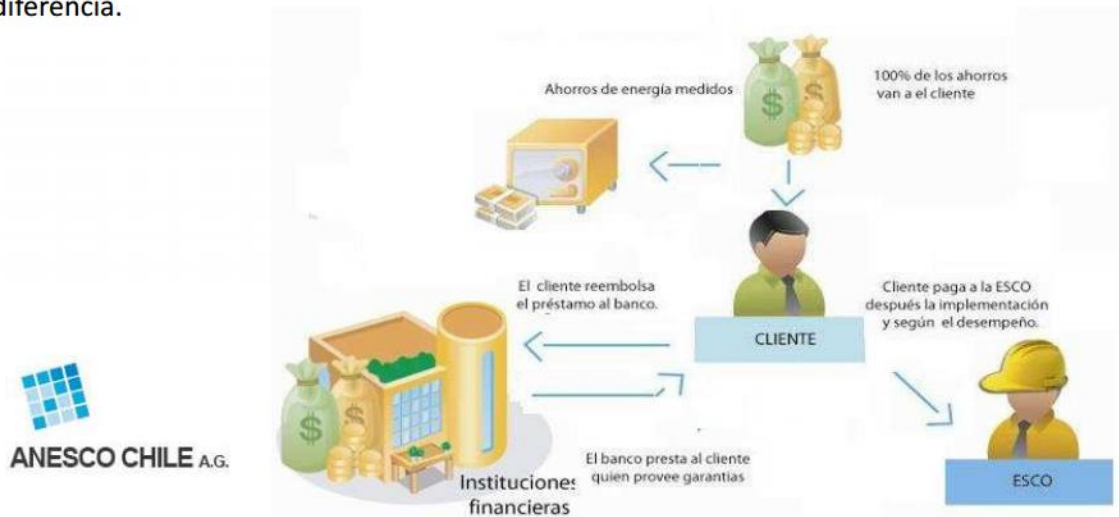 diferencia.
Ahorros de energía medidos
100% de los ahorros
van a el cliente
El cliente reembolsa
el préstamo al banco.
Cliente paga a la ESCO
después la implementación
y según el desempeño.
CLIENTE
ANESCO CHILE A.G.
El banco presta al cliente
quien provee garantias
Instituciones
financieras
ESCO